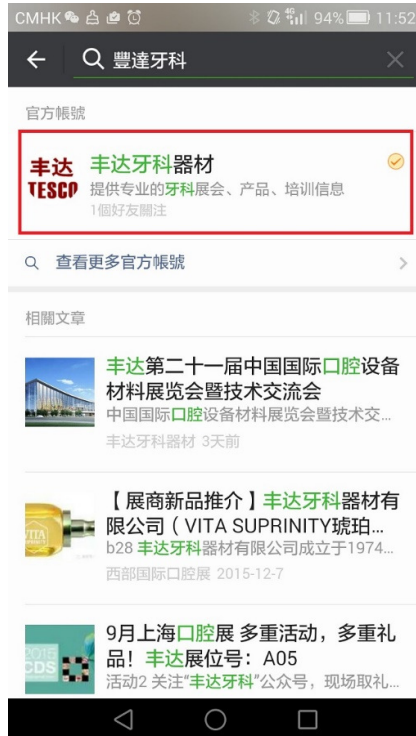 CMHK 4G 94% 11:52
豐達牙科
官方帳號
丰达 TESCO
丰达牙科器材
提供专业的牙科展会、产品、培训信息
1個好友關注
查看更多官方帳號
相關文章
丰达第二十一届中国国际口腔设备
材料展览会暨技术交流会
中国国际口腔设备材料展览会暨技术交...
丰达牙科器材 3天前
【展商新品推介】丰达牙科器材有
限公司（VITA SUPRINITY琥珀...
b28 丰达牙科器材有限公司成立于1974...
西部国际口腔展 2015-12-7
VITA
9月上海口腔展 多重活动，多重礼
品！丰达展位号：A05
活动2 关注“丰达牙科”公众号，现场取礼...
2015
CDS